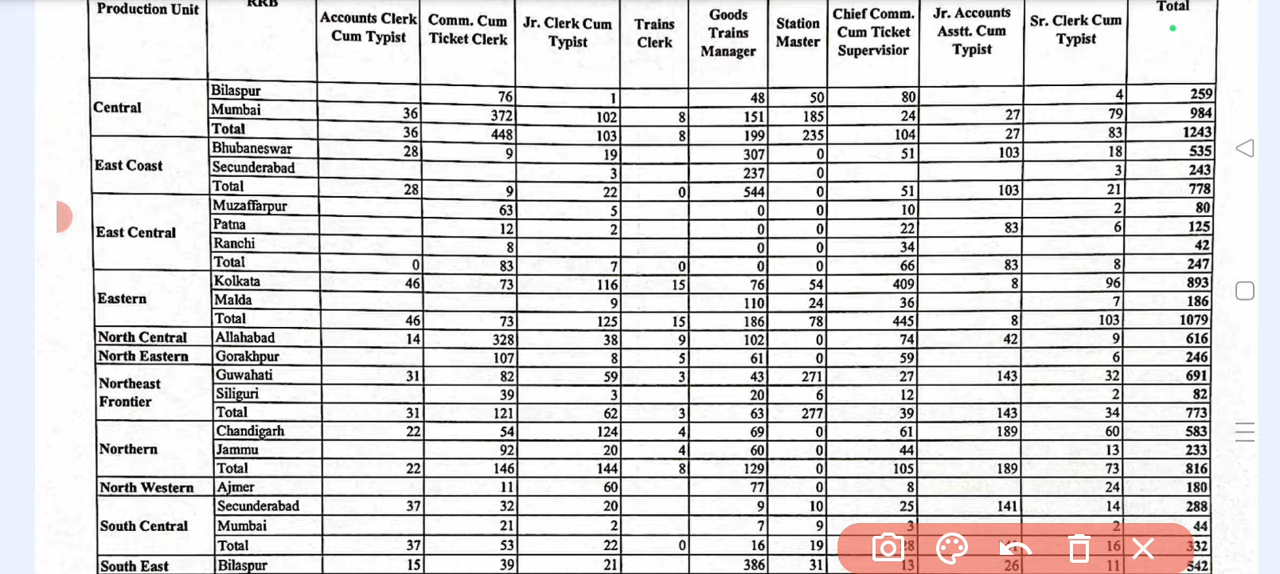 Production Unit RRB Accounts Clerk Cum Typist Comm. Cum Ticket Clerk Jr. Clerk Cum Typist Trains Clerk Goods Trains Manager Station Master Chief Comm. Cum Ticket Supervisior Jr. Accounts Asstt. Cum Typist Sr. Clerk Cum Typist Total
Central Bilaspur 76 1 48 50 80 4 259
Mumbai 36 372 102 8 151 185 24 27 79 984
Total 36 448 103 8 199 235 104 27 83 1243
East Coast Bhubaneswar 28 9 19 307 0 51 103 18 535
Secunderabad 3 237 0 3 243
Total 28 9 22 0 544 0 51 103 21 778
East Central Muzaffarpur 63 5 0 0 10 2 80
Patna 12 2 0 0 22 83 6 125
Ranchi 8 0 0 34 42
Total 0 83 7 0 0 0 66 83 8 247
Eastern Kolkata 46 73 116 15 76 54 409 8 96 893
Malda 9 110 24 36 7 186
Total 46 73 125 15 186 78 445 8 103 1079
North Central Allahabad 14 328 38 9 102 0 74 42 9 616
North Eastern Gorakhpur 107 8 5 61 0 59 6 246
Northeast Frontier Guwahati 31 82 59 3 43 271 27 143 32 691
Siliguri 39 3 20 6 12 2 82
Total 31 121 62 3 63 277 39 143 34 773
Northern Chandigarh 22 54 124 4 69 0 61 189 60 583
Jammu 92 20 4 60 0 44 13 233
Total 22 146 144 8 129 0 105 189 73 816
North Western Ajmer 11 60 77 0 8 24 180
South Central Secunderabad 37 32 20 9 10 25 141 14 288
Mumbai 21 2 7 9 3 2 44
Total 37 53 22 0 16 19 28 16 332
South East Bilaspur 15 39 21 386 31 13 26 11 542